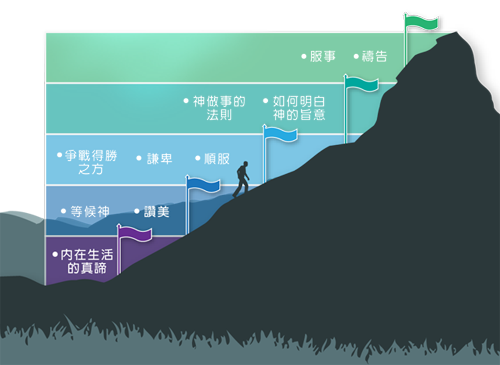 •服事 •禱告
•神做事的 •如何明白
法則 神的旨意
•爭戰得勝 •謙卑 •順服
之方
•等候神 •讚美
•內在生活
的真諦